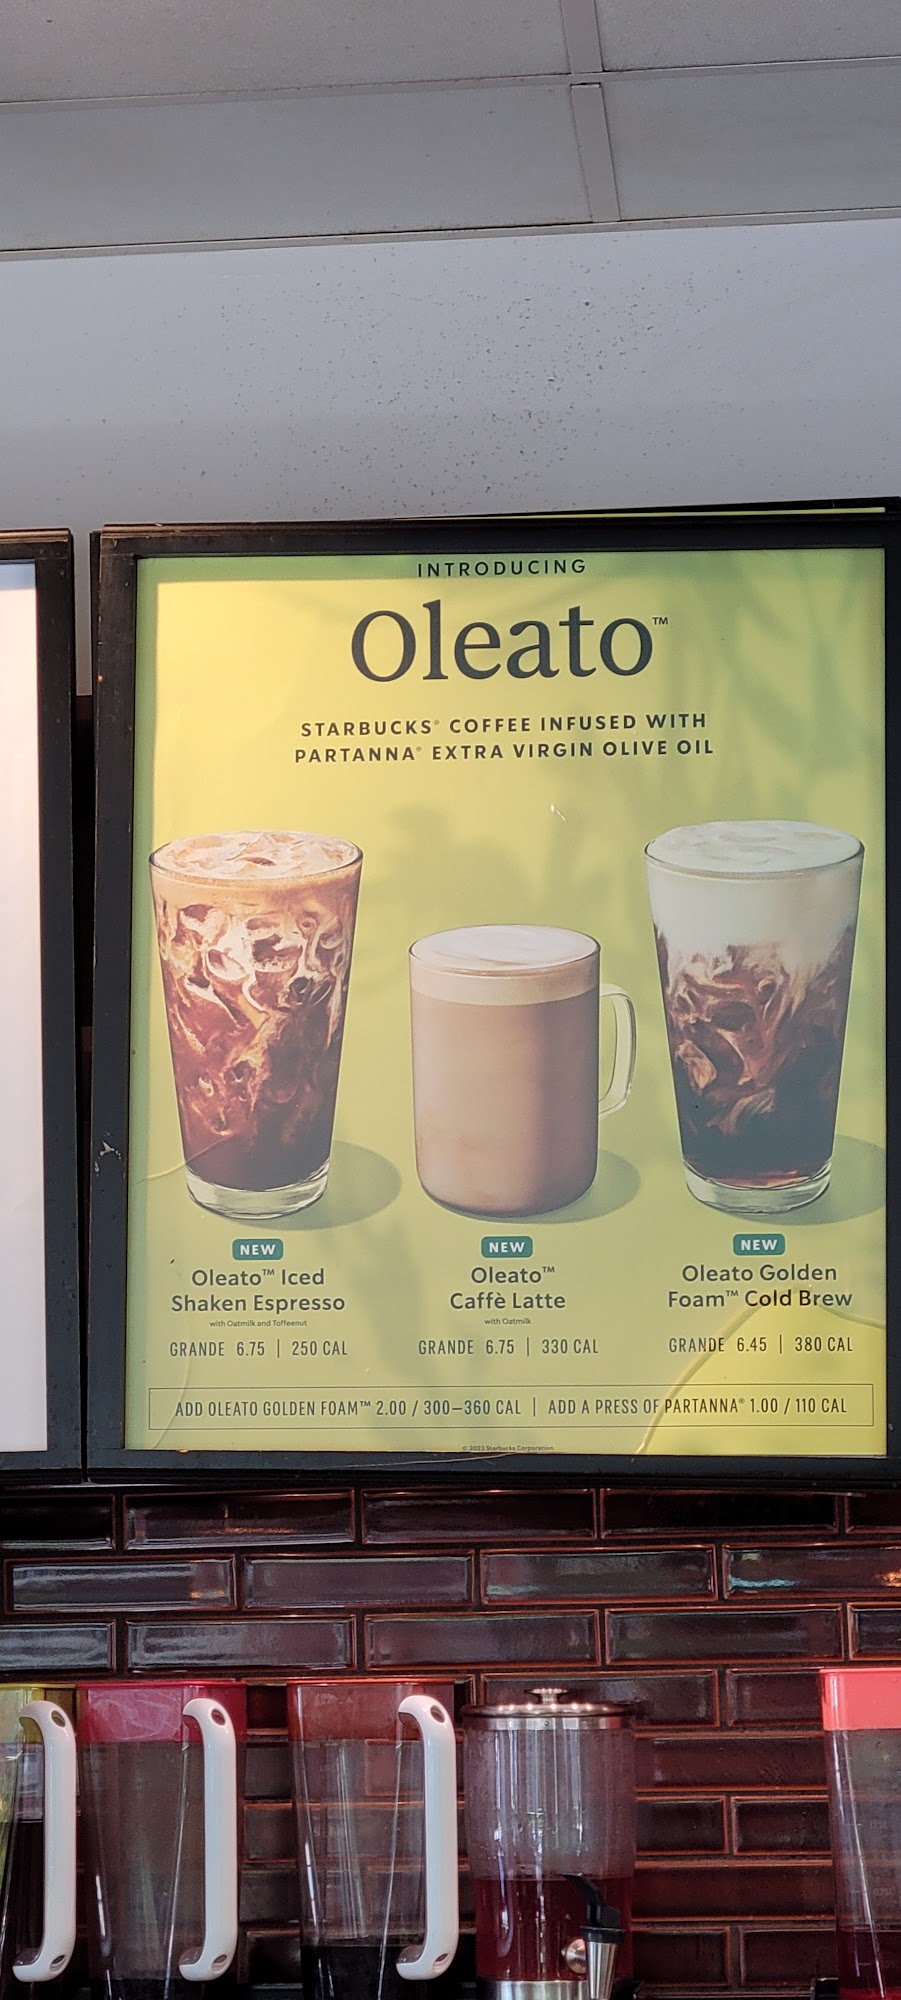 INTRODUCING
Oleato™
STARBUCKS® COFFEE INFUSED WITH
PARTANNA® EXTRA VIRGIN OLIVE OIL
NEW
Oleato™ Iced
Shaken Espresso
with Oatmilk and Toffeenut
GRANDE 6.75 | 250 CAL
NEW
Oleato™
Caffè Latte
with Oatmilk
GRANDE 6.75 | 330 CAL
NEW
Oleato Golden
Foam™ Cold Brew
GRANDE 6.45 | 380 CAL
ADD OLEATO GOLDEN FOAM™ 2.00 / 300–360 CAL | ADD A PRESS OF PARTANNA® 1.00 / 110 CAL
© 2023 Starbucks Corporation.